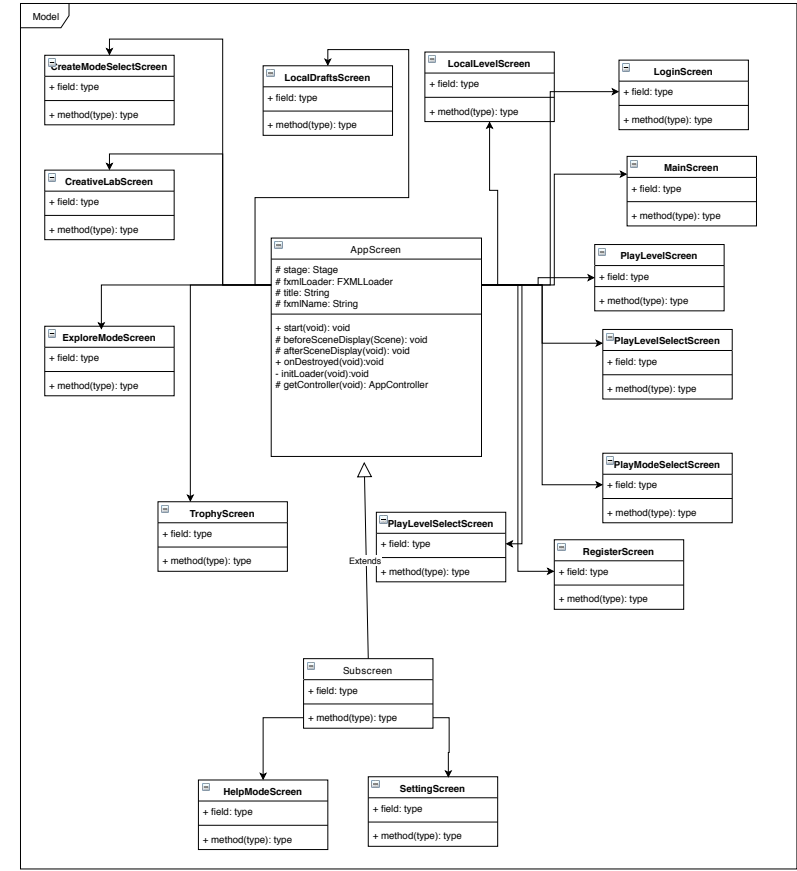 Model
CreateModeSelectScreen
+ field: type
+ method(type): type
LocalDraftsScreen
+ field: type
+ method(type): type
LocalLevelScreen
+ field: type
+ method(type): type
LoginScreen
+ field: type
+ method(type): type
CreativeLabScreen
+ field: type
+ method(type): type
MainScreen
+ field: type
+ method(type): type
AppScreen
# stage: Stage
# fxmlLoader: FXMLLoader
# title: String
# fxmlName: String
+ start(void): void
# beforeSceneDisplay(Scene): void
# afterSceneDisplay(void): void
+ onDestroyed(void):void
- initLoader(void):void
# getController(void): AppController
PlayLevelScreen
+ field: type
+ method(type): type
ExploreModeScreen
+ field: type
+ method(type): type
PlayLevelSelectScreen
+ field: type
+ method(type): type
PlayModeSelectScreen
+ field: type
+ method(type): type
TrophyScreen
+ field: type
+ method(type): type
PlayLevelSelectScreen
+ field: type
+ method(type): type
Extends
RegisterScreen
+ field: type
+ method(type): type
Subscreen
+ field: type
+ method(type): type
HelpModeScreen
+ field: type
+ method(type): type
SettingScreen
+ field: type
+ method(type): type